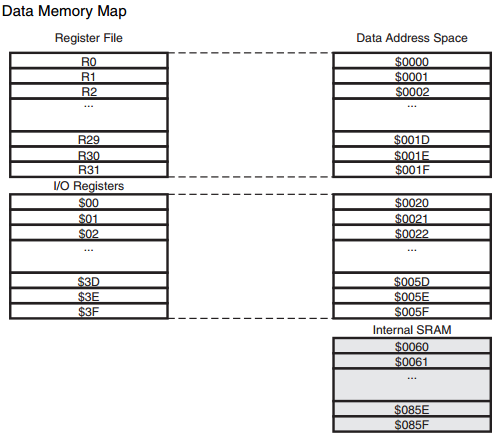 Data Memory Map
Register File Data Address Space
R0 $0000
R1 $0001
R2 $0002
... ...
R29 $001D
R30 $001E
R31 $001F
I/O Registers
$00 $0020
$01 $0021
$02 $0022
... ...
$3D $005D
$3E $005E
$3F $005F
Internal SRAM
$0060
$0061
...
$085E
$085F